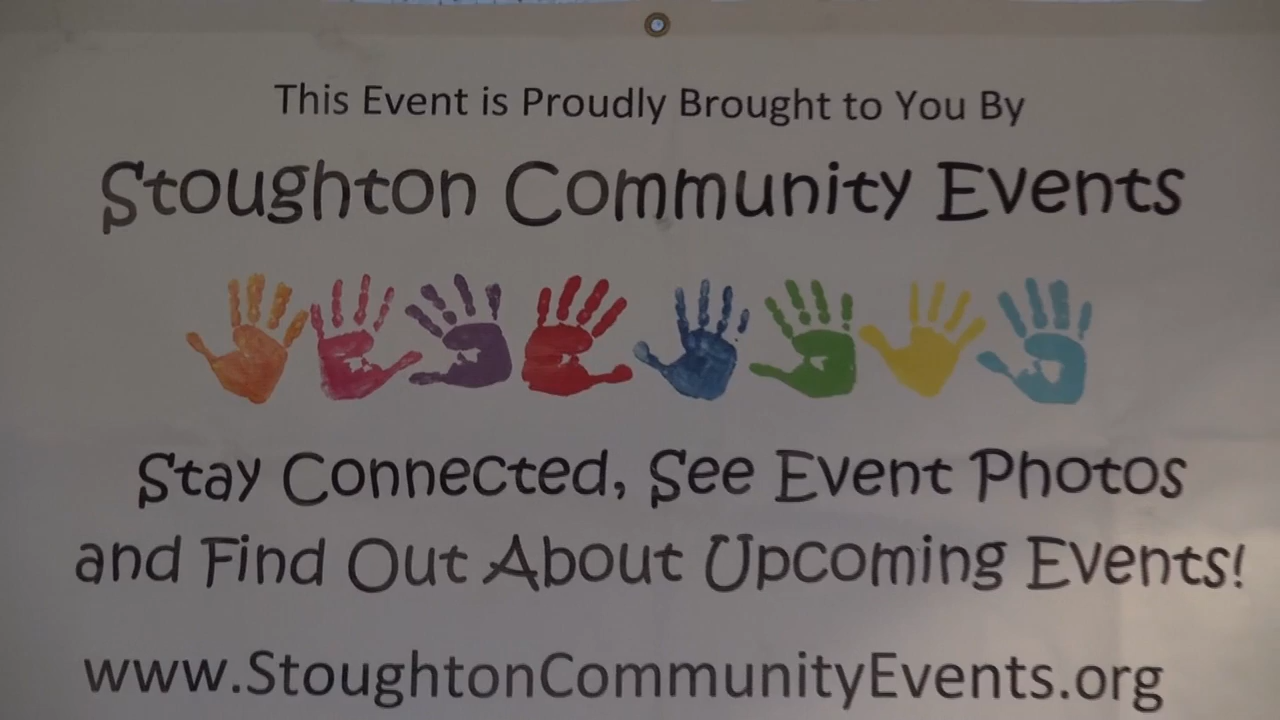 This Event is Proudly Brought to You By
Stoughton Community Events
Stay Connected, See Event Photos
and Find Out About Upcoming Events!
www.StoughtonCommunityEvents.org